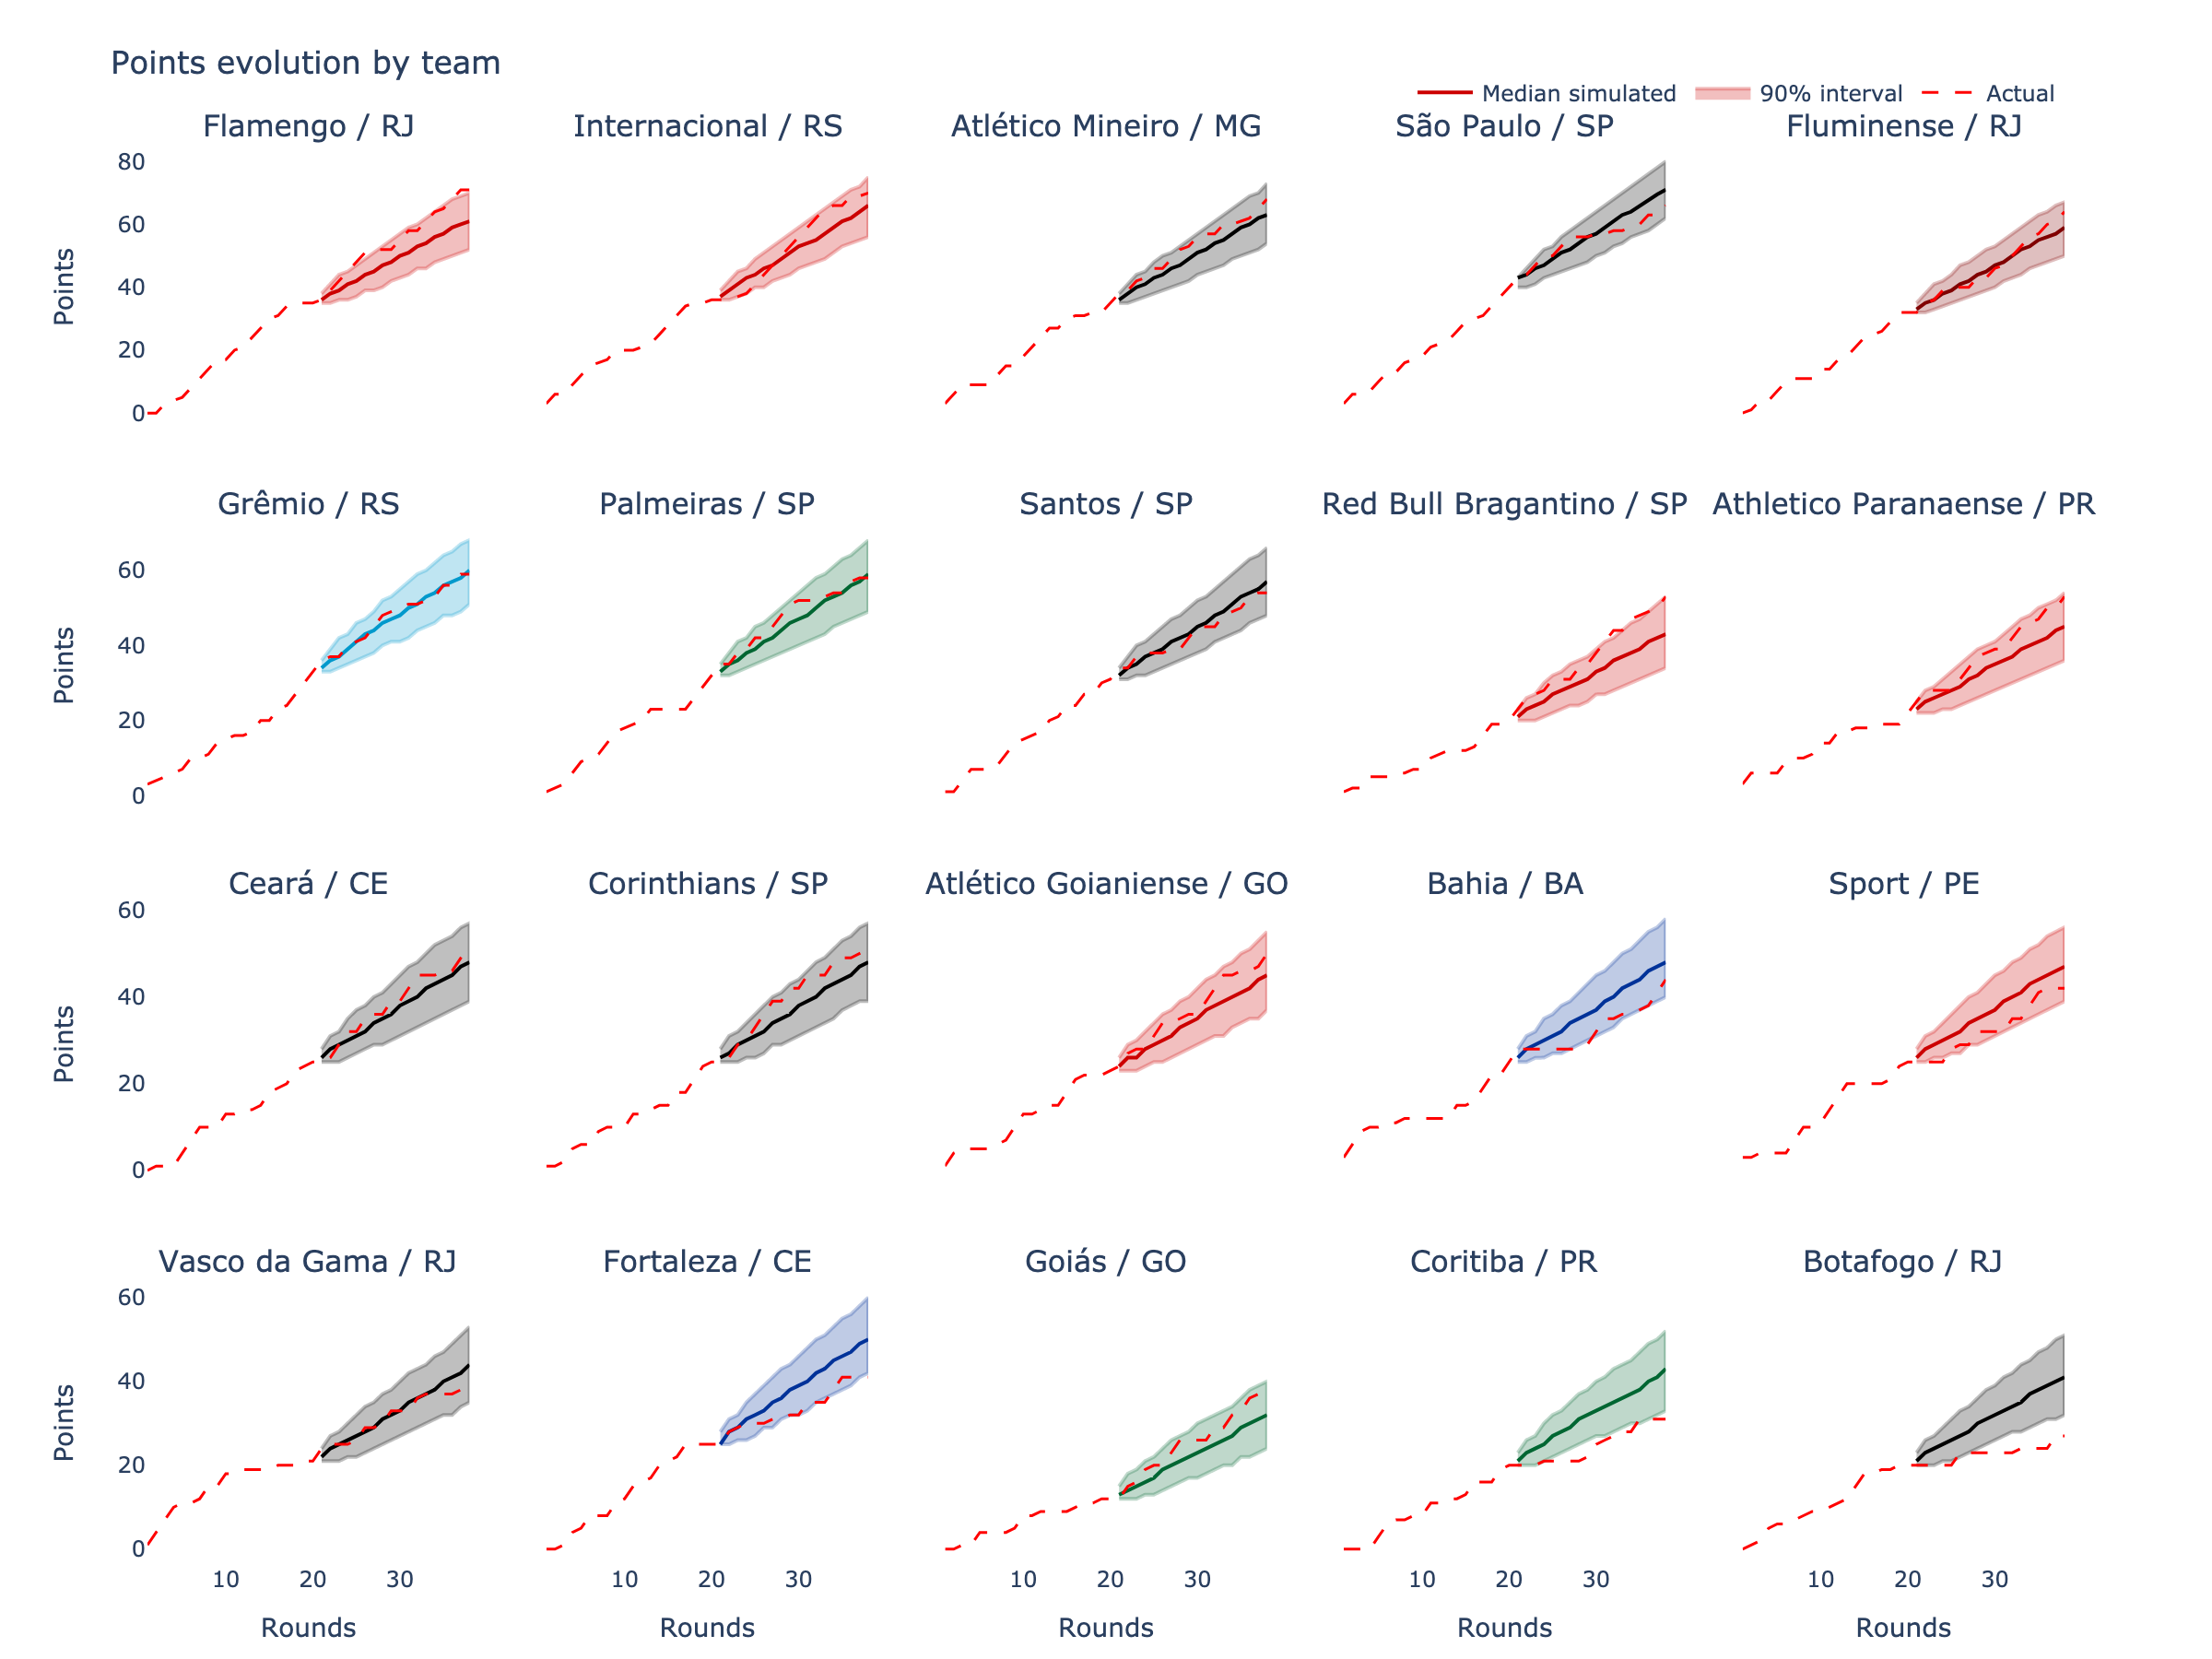 Points evolution by team
Median simulated 90% interval Actual
Flamengo / RJ Internacional / RS Atlético Mineiro / MG São Paulo / SP Fluminense / RJ
80
60
40
20
0
Points
Grêmio / RS Palmeiras / SP Santos / SP Red Bull Bragantino / SP Athletico Paranaense / PR
60
40
20
0
Points
Ceará / CE Corinthians / SP Atlético Goianiense / GO Bahia / BA Sport / PE
60
40
20
0
Points
Vasco da Gama / RJ Fortaleza / CE Goiás / GO Coritiba / PR Botafogo / RJ
60
40
20
0
Points
10 20 30 10 20 30 10 20 30 10 20 30 10 20 30
Rounds Rounds Rounds Rounds Rounds